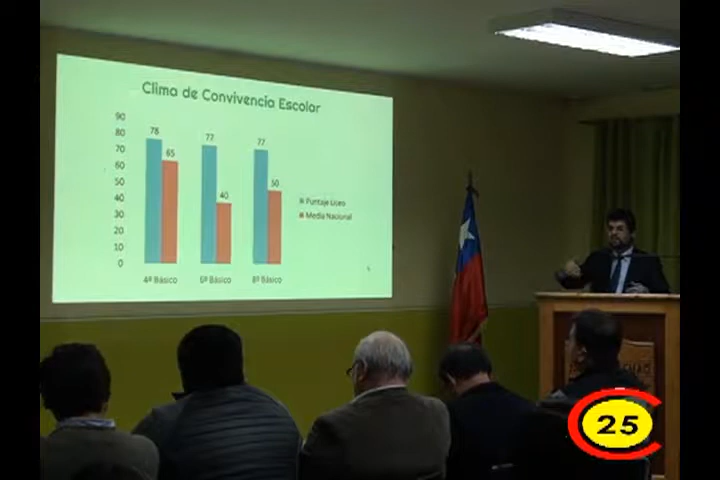 Clima de Convivencia Escolar
90
80
70
60
50
40
30
20
10
0
78
65
77
40
77
50
4º Básico
6º Básico
8º Básico
Puntaje Liceo
Media Nacional
25